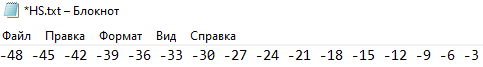 *HS.txt – Блокнот
Файл Правка Формат Вид Справка
-48 -45 -42 -39 -36 -33 -30 -27 -24 -21 -18 -15 -12 -9 -6 -3